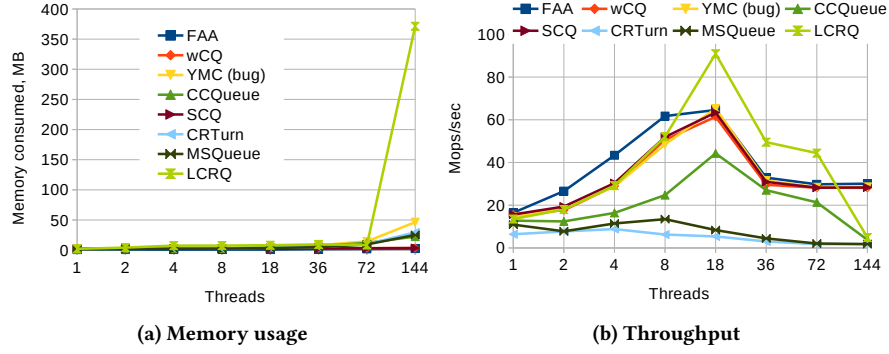 400
350
300
250
200
150
100
50
0
Memory consumed, MB
FAA
wCQ
YMC (bug)
CCQueue
SCQ
CRTurn
MSQueue
LCRQ
1 2 4 8 18 36 72 144
Threads
(a) Memory usage
FAA wCQ YMC (bug) CCQueue
SCQ CRTurn MSQueue LCRQ
100
80
60
40
20
0
Mops/sec
1 2 4 8 18 36 72 144
Threads
(b) Throughput